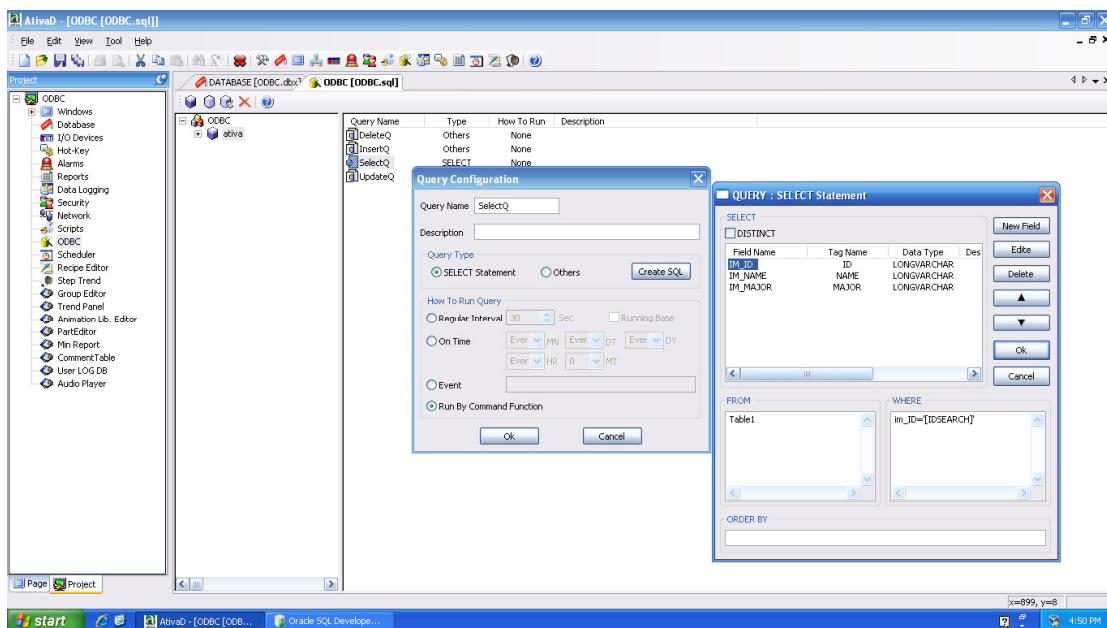 AtivaD - [ODBC [ODBC.sql]]
File Edit View Tool Help
Project
DATABASE [ODBC.dbx] ODBC [ODBC.sql]
ODBC
Windows
Database
I/O Devices
Hot-Key
Alarms
Reports
Data Logging
Security
Network
Scripts
ODBC
Scheduler
Recipe Editor
Step Trend
Group Editor
Trend Panel
Animation Lib. Editor
PartEditor
Min Report
CommentTable
User LOG DB
Audio Player
Page Project
ODBC
ativa
Query Name Type How To Run Description
DeleteQ Others None
InsertQ Others None
SelectQ SELECT None
UpdateQ
Query Configuration
Query Name SelectQ
Description
Query Type
SELECT Statement Others Create SQL
How To Run Query
Regular Interval 30 Sec Running Base
On Time Ever MN Ever DT Ever DY
Ever HR 0 MT
Event
Run By Command Function
Ok Cancel
QUERY : SELECT Statement
SELECT
DISTINCT
Field Name Tag Name Data Type Des
IM_ID ID LONGVARCHAR
IM_NAME NAME LONGVARCHAR
IM_MAJOR MAJOR LONGVARCHAR
New Field
Edite
Delete
Ok
Cancel
FROM
Table1
WHERE
im_ID='[IDSEARCH]'
ORDER BY
x=899, y=8
start AtivaD - [ODBC [ODB... Oracle SQL Develope... 4:50 PM